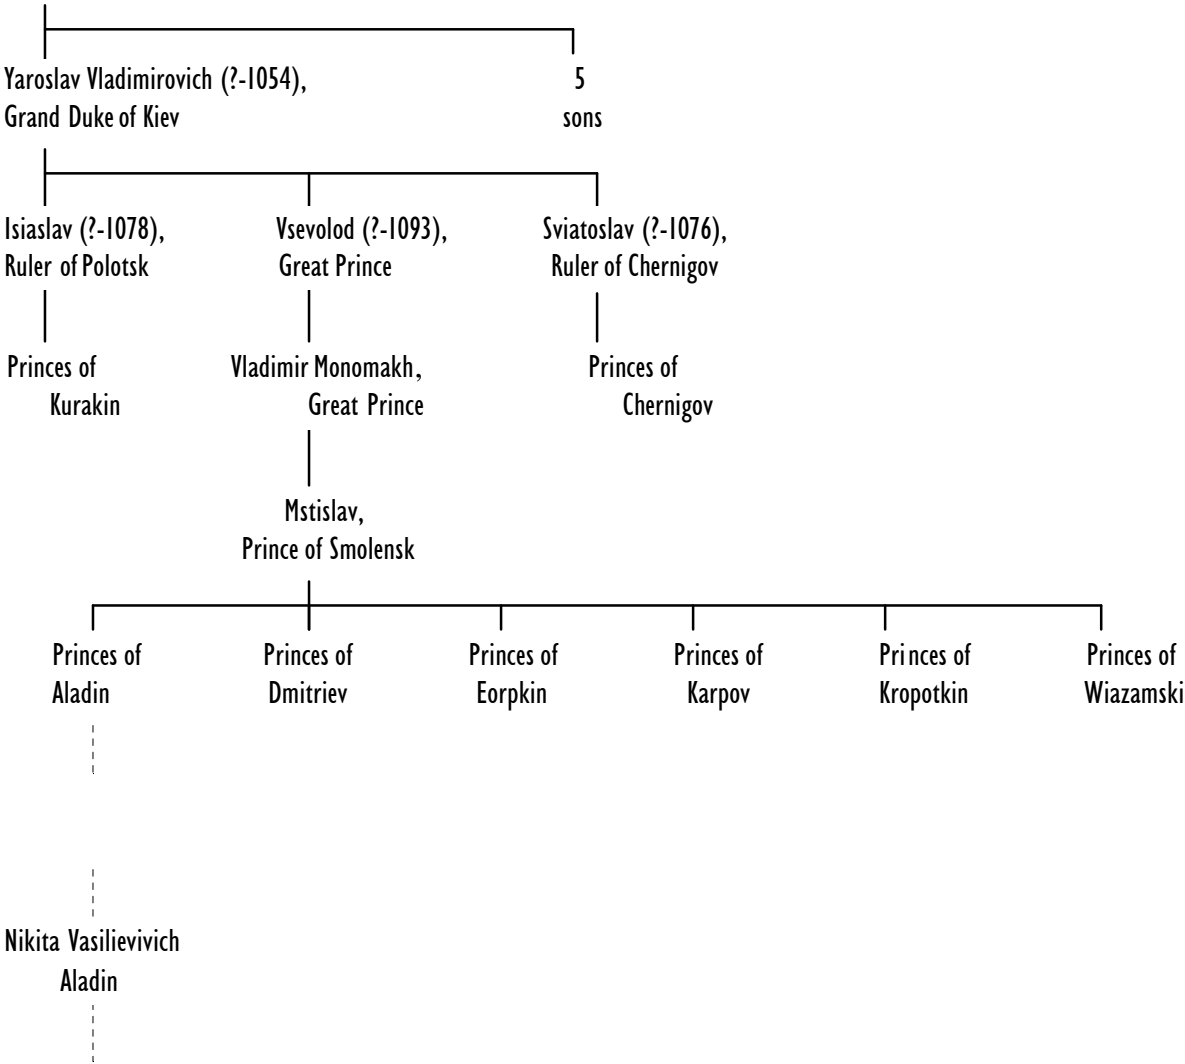 Yaroslav Vladimirovich (?-1054),
Grand Duke of Kiev
5
sons
Isiaslav (?-1078),
Ruler of Polotsk
Vsevolod (?-1093),
Great Prince
Sviatoslav (?-1076),
Ruler of Chernigov
Princes of
Kurakin
Vladimir Monomakh,
Great Prince
Princes of
Chernigov
Mstislav,
Prince of Smolensk
Princes of
Aladin
Princes of
Dmitriev
Princes of
Eorpkin
Princes of
Karpov
Princes of
Kropotkin
Princes of
Wiazamski
Nikita Vasilievivich
Aladin